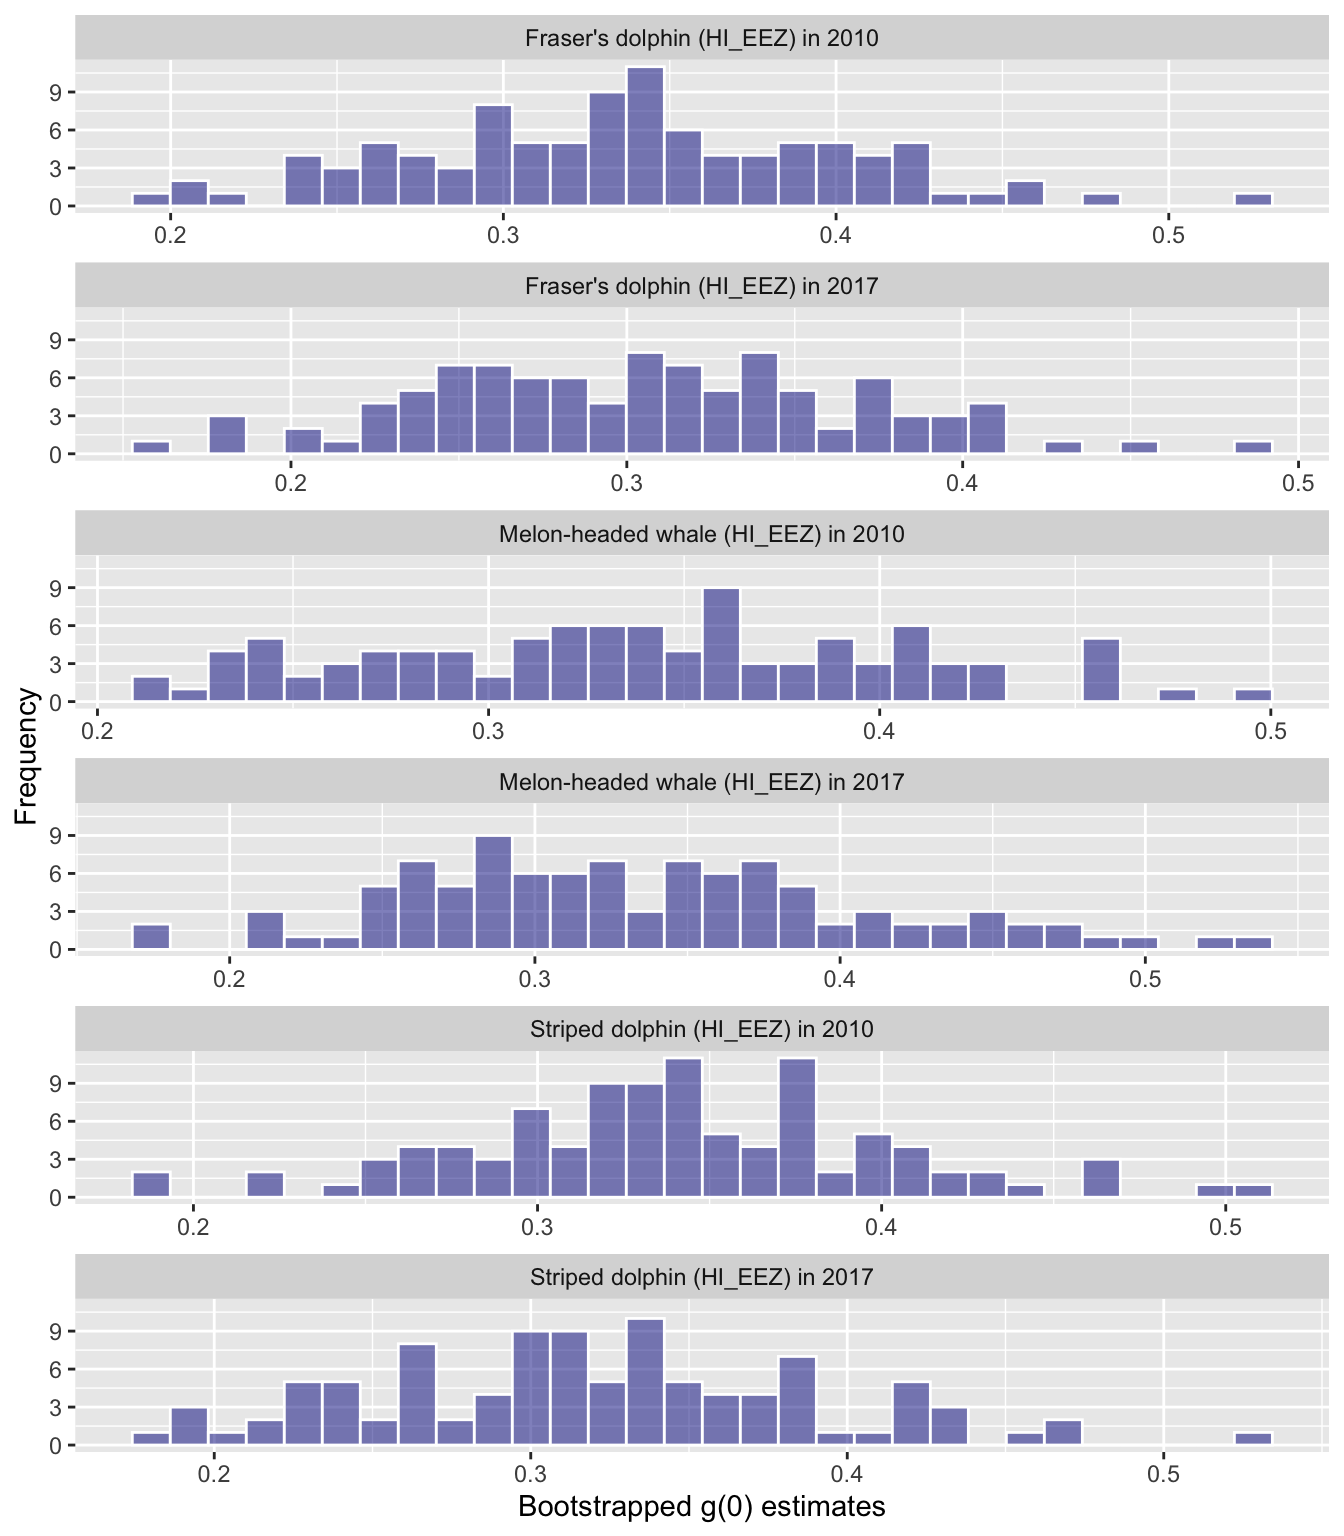 Fraser's dolphin (HI_EEZ) in 2010
9
6
3
0
0.2 0.3 0.4 0.5
Fraser's dolphin (HI_EEZ) in 2017
9
6
3
0
0.2 0.3 0.4 0.5
Melon-headed whale (HI_EEZ) in 2010
9
6
3
0
0.2 0.3 0.4 0.5
Frequency
Melon-headed whale (HI_EEZ) in 2017
9
6
3
0
0.2 0.3 0.4 0.5
Striped dolphin (HI_EEZ) in 2010
9
6
3
0
0.2 0.3 0.4 0.5
Striped dolphin (HI_EEZ) in 2017
9
6
3
0
0.2 0.3 0.4 0.5
Bootstrapped g(0) estimates